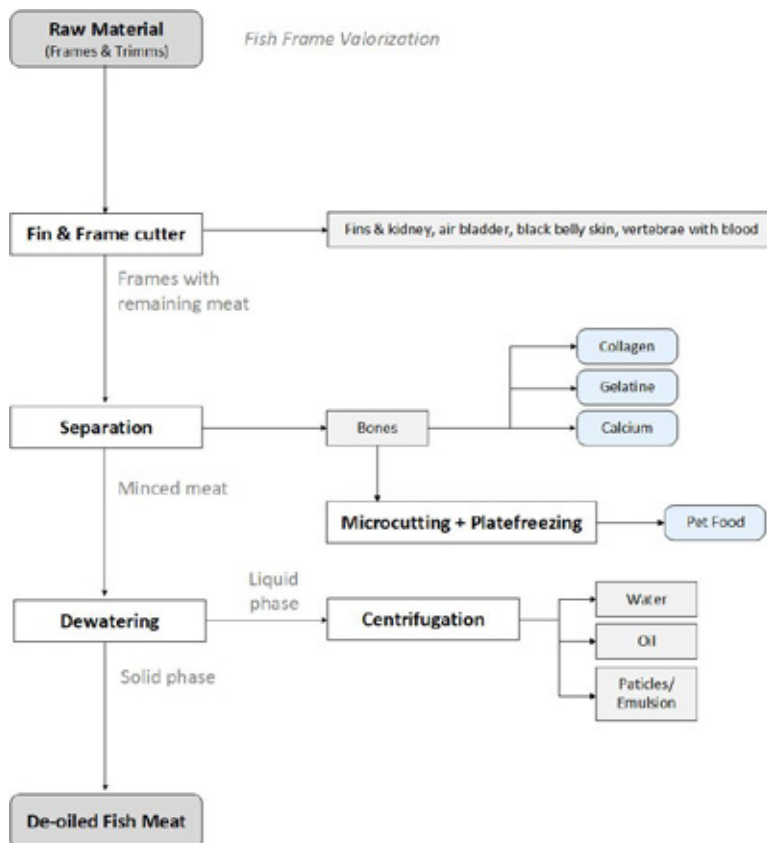 Raw Material
(Frames & Trimms)
Fish Frame Valorization
Fin & Frame cutter
Fins & kidney, air bladder, black belly skin, vertebrae with blood
Frames with
remaining meat
Collagen
Gelatine
Separation
Bones
Calcium
Minced meat
Microcutting + Platefreezing
Pet Food
Liquid
phase
Water
Dewatering
Centrifugation
Oil
Solid phase
Paticles/
Emulsion
De-oiled Fish Meat